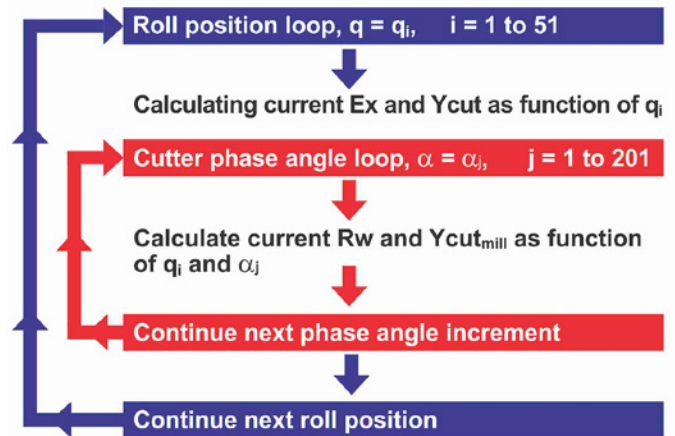 Roll position loop, q = qᵢ, i = 1 to 51
Calculating current Ex and Ycut as function of qᵢ
Cutter phase angle loop, α = αⱼ, j = 1 to 201
Calculate current Rw and Ycutₘᵢₗₗ as function
of qᵢ and αⱼ
Continue next phase angle increment
Continue next roll position